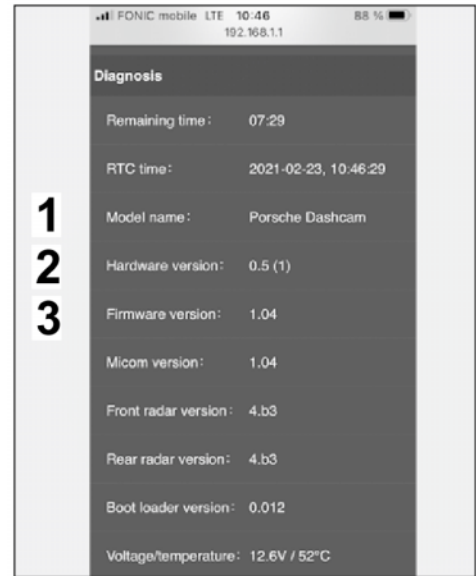 FONIC mobile LTE 10:46 88 %
192.168.1.1
Diagnosis
Remaining time: 07:29
RTC time: 2021-02-23, 10:46:29
1 Model name: Porsche Dashcam
2 Hardware version: 0.5 (1)
3 Firmware version: 1.04
Micom version: 1.04
Front radar version: 4.b3
Rear radar version: 4.b3
Boot loader version: 0.012
Voltage/temperature: 12.6V / 52°C